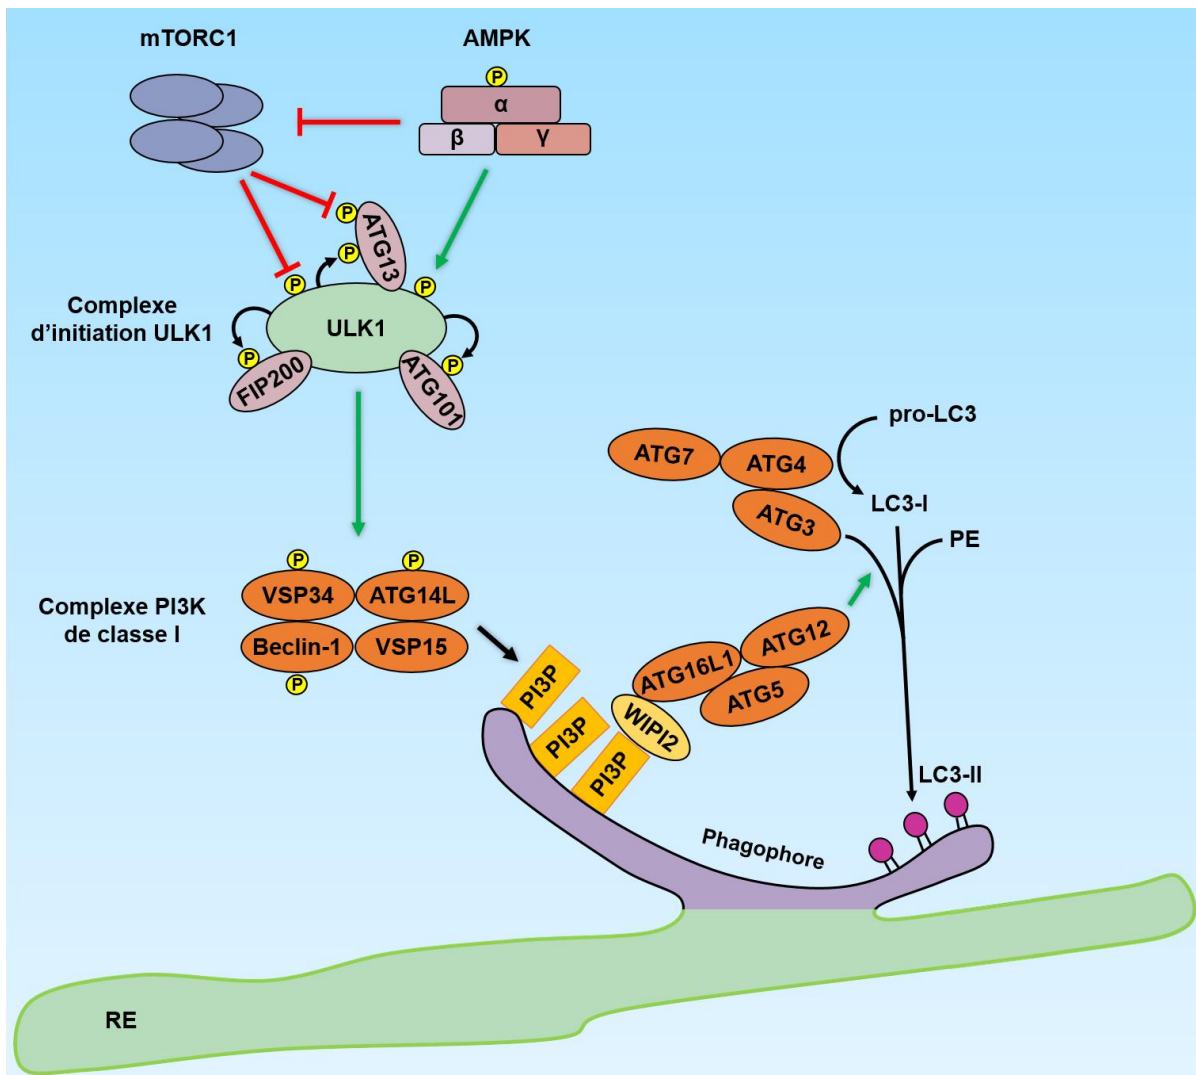 mTORC1
AMPK
P
α
β
γ
P
ATG13
P
P
P
Complexe
d'initiation ULK1
ULK1
P
FIP200
P
ATG101
pro-LC3
ATG7
ATG4
LC3-I
ATG3
PE
P
P
VSP34
ATG14L
Complexe PI3K
de classe I
Beclin-1
VSP15
P
ATG12
ATG16L1
ATG5
PI3P
PI3P
PI3P
WIPI2
LC3-II
Phagophore
RE